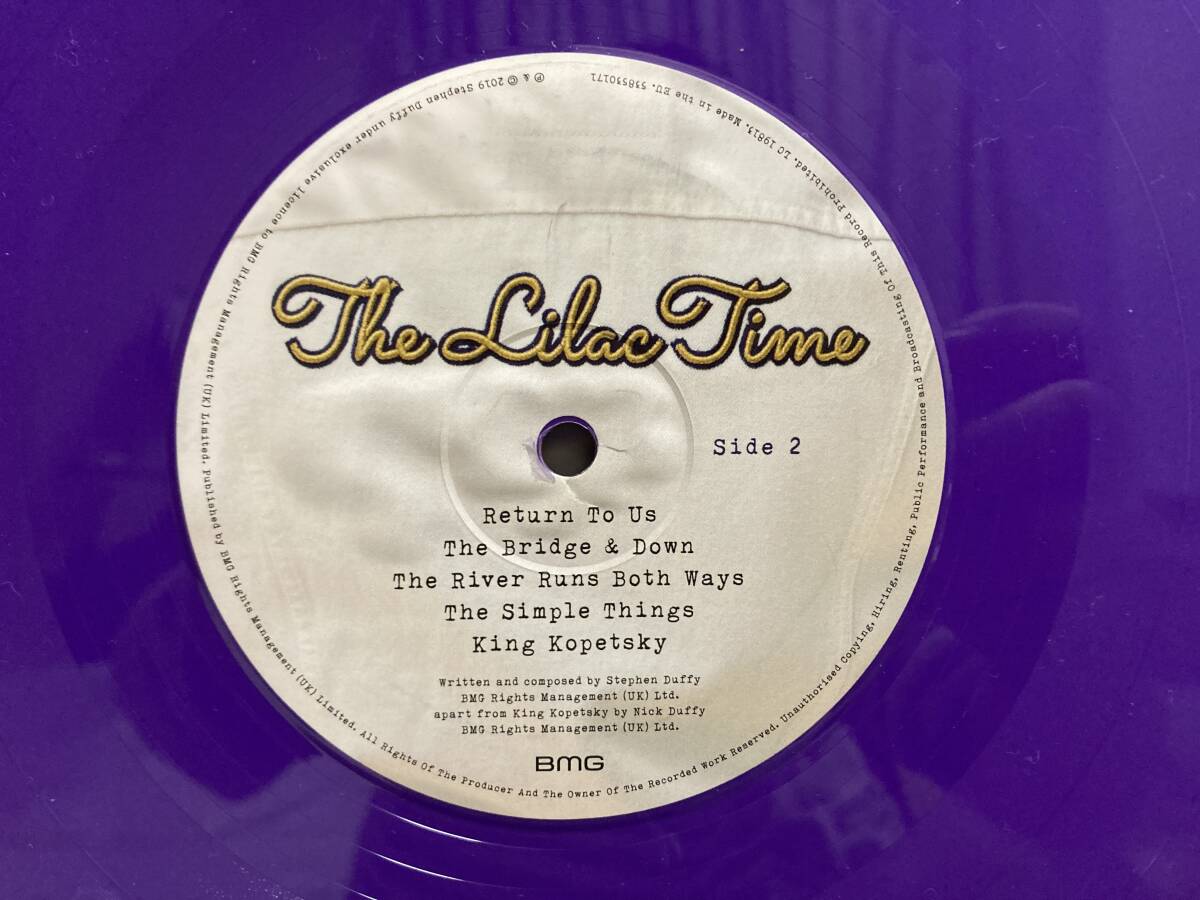 The Lilac Time
Side 2
Return To Us
The Bridge & Down
The River Runs Both Ways
The Simple Things
King Kopetsky
Written and composed by Stephen Duffy
BMG Rights Management (UK) Ltd.
apart from King Kopetsky by Nick Duffy
BMG Rights Management (UK) Ltd.
BMG
℗ & © 2019 Stephen Duffy under exclusive licence to BMG Rights Management (UK) Limited. Published by BMG Rights Management (UK) Limited. All Rights Of The Producer And The Owner Of The Recorded Work Reserved. Unauthorised Copying, Hiring, Renting, Public Performance and Broadcasting Of This Record Prohibited. LC 19813. Made in the EU. 538530171